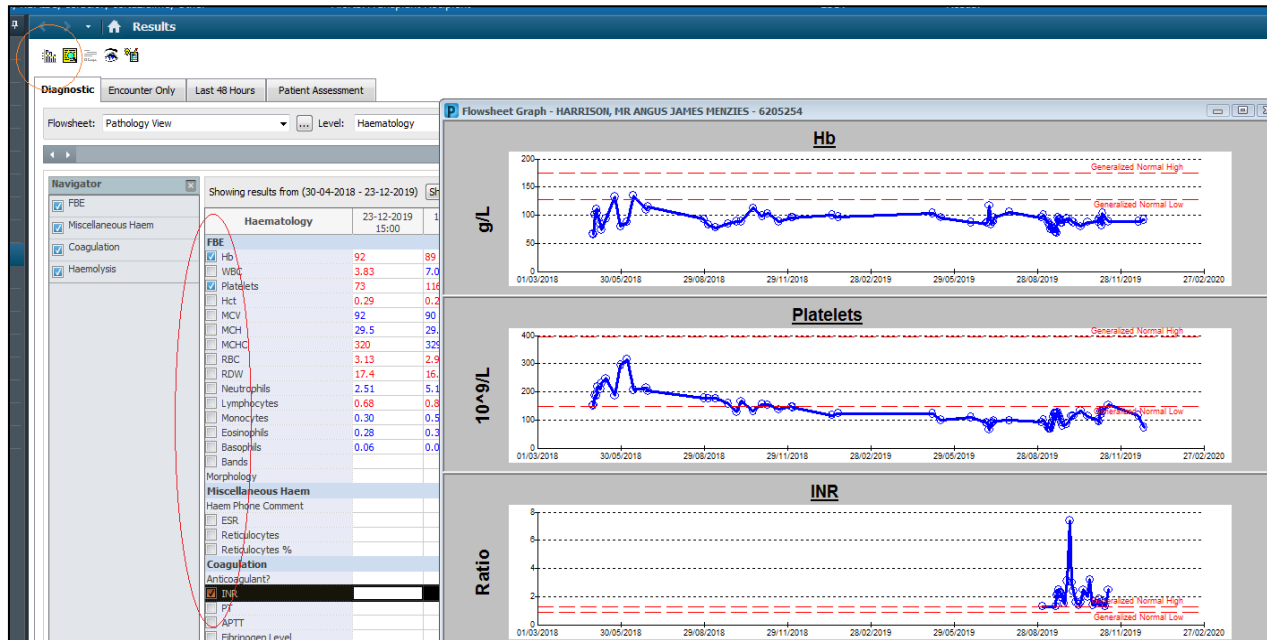 Results
Diagnostic
Encounter Only
Last 48 Hours
Patient Assessment
Flowsheet: Pathology View ... Level: Haematology
Navigator
FBE
Miscellaneous Haem
Coagulation
Haemolysis
Showing results from (30-04-2018 - 23-12-2019)
Haematology 23-12-2019 15:00
FBE
Hb 92 89
WBC 3.83 7.0
Platelets 73 116
Hct 0.29 0.2
MCV 92 90
MCH 29.5 29.
MCHC 320 329
RBC 3.13 2.9
RDW 17.4 16.
Neutrophils 2.51 5.1
Lymphocytes 0.68 0.8
Monocytes 0.30 0.5
Eosinophils 0.28 0.3
Basophils 0.06 0.0
Bands
Morphology
Miscellaneous Haem
Haem Phone Comment
ESR
Reticulocytes
Reticulocytes %
Coagulation
Anticoagulant?
INR
PT
APTT
Fibrinogen Level
Flowsheet Graph - HARRISON, MR ANGUS JAMES MENZIES - 6205254
Hb
g/L
200
150
100
50
0
Generalized Normal High
Generalized Normal Low
01/03/2018 30/05/2018 29/08/2018 29/11/2018 27/02/2019 29/05/2019 28/08/2019 28/11/2019 27/02/2020
Platelets
10^9/L
400
300
200
100
0
Generalized Normal High
Generalized Normal Low
01/03/2018 30/05/2018 29/08/2018 29/11/2018 27/02/2019 29/05/2019 28/08/2019 28/11/2019 27/02/2020
INR
Ratio
8
6
4
2
0
Generalized Normal High
Generalized Normal Low
01/03/2018 30/05/2018 29/08/2018 29/11/2018 27/02/2019 29/05/2019 28/08/2019 28/11/2019 27/02/2020